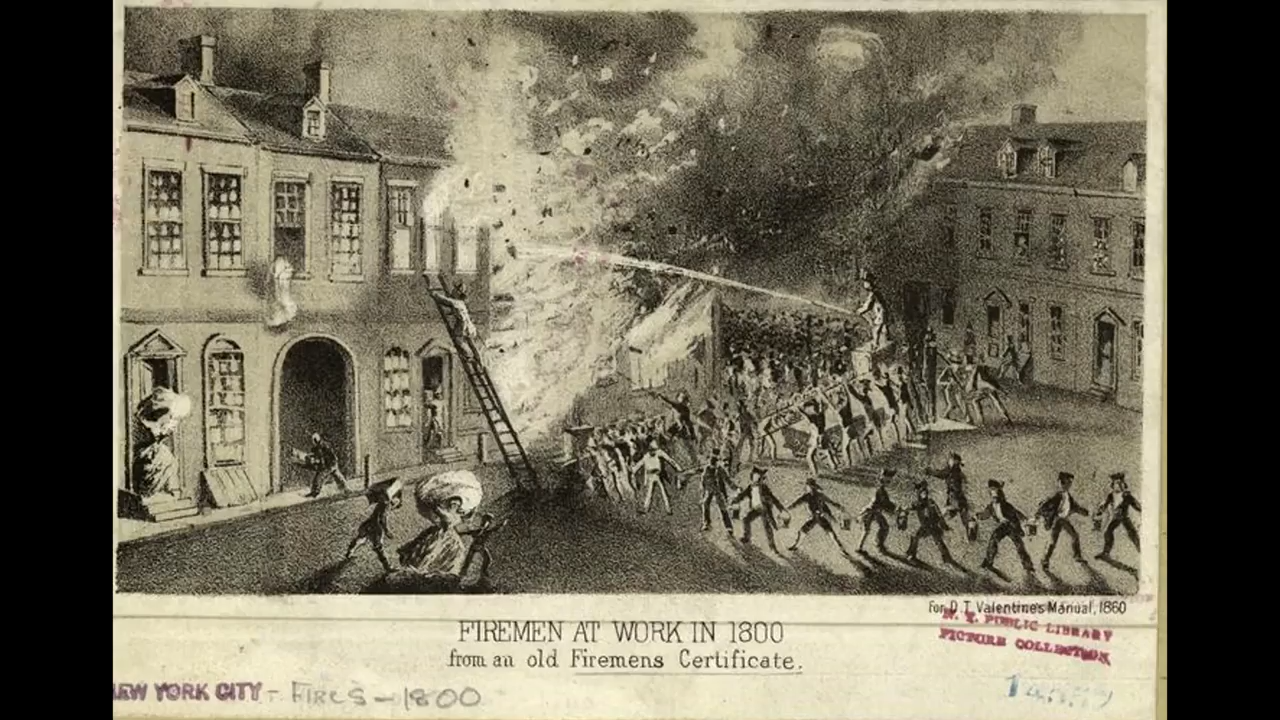 For D.T. Valentine's Manual, 1860
N. Y. PUBLIC LIBRARY
PICTURE COLLECTION
FIREMEN AT WORK IN 1800
from an old Firemens Certificate.
NEW YORK CITY - FIRES - 1800